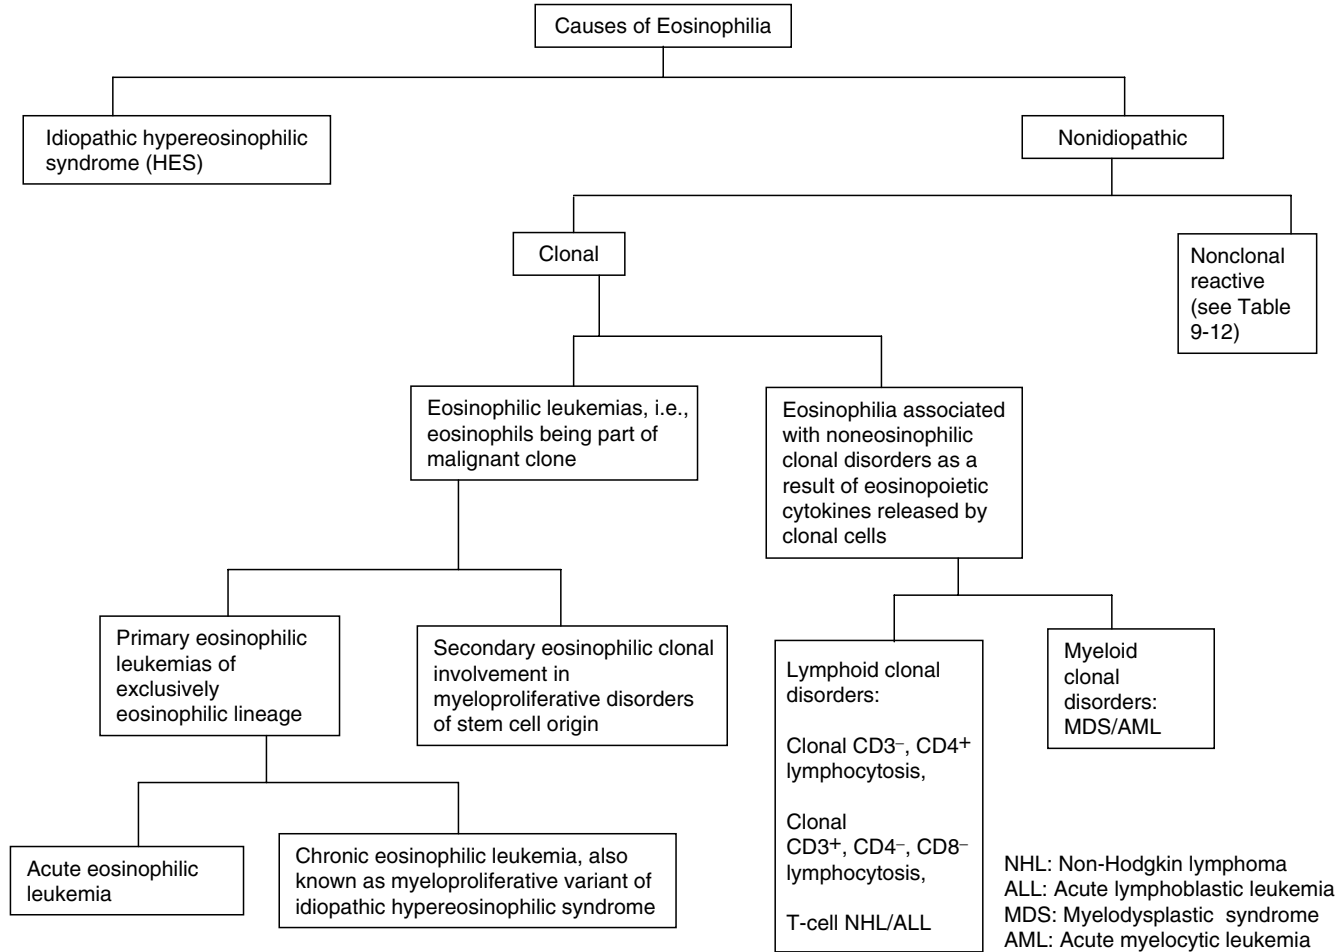 Causes of Eosinophilia
Idiopathic hypereosinophilic
syndrome (HES)
Nonidiopathic
Clonal
Nonclonal
reactive
(see Table
9-12)
Eosinophilic leukemias, i.e.,
eosinophils being part of
malignant clone
Eosinophilia associated
with noneosinophilic
clonal disorders as a
result of eosinopoietic
cytokines released by
clonal cells
Primary eosinophilic
leukemias of
exclusively
eosinophilic lineage
Secondary eosinophilic clonal
involvement in
myeloproliferative disorders
of stem cell origin
Lymphoid clonal
disorders:
Clonal CD3⁻, CD4⁺
lymphocytosis,
Clonal
CD3⁺, CD4⁻, CD8⁻
lymphocytosis,
T-cell NHL/ALL
Myeloid
clonal
disorders:
MDS/AML
Acute eosinophilic
leukemia
Chronic eosinophilic leukemia, also
known as myeloproliferative variant of
idiopathic hypereosinophilic syndrome
NHL: Non-Hodgkin lymphoma
ALL: Acute lymphoblastic leukemia
MDS: Myelodysplastic syndrome
AML: Acute myelocytic leukemia